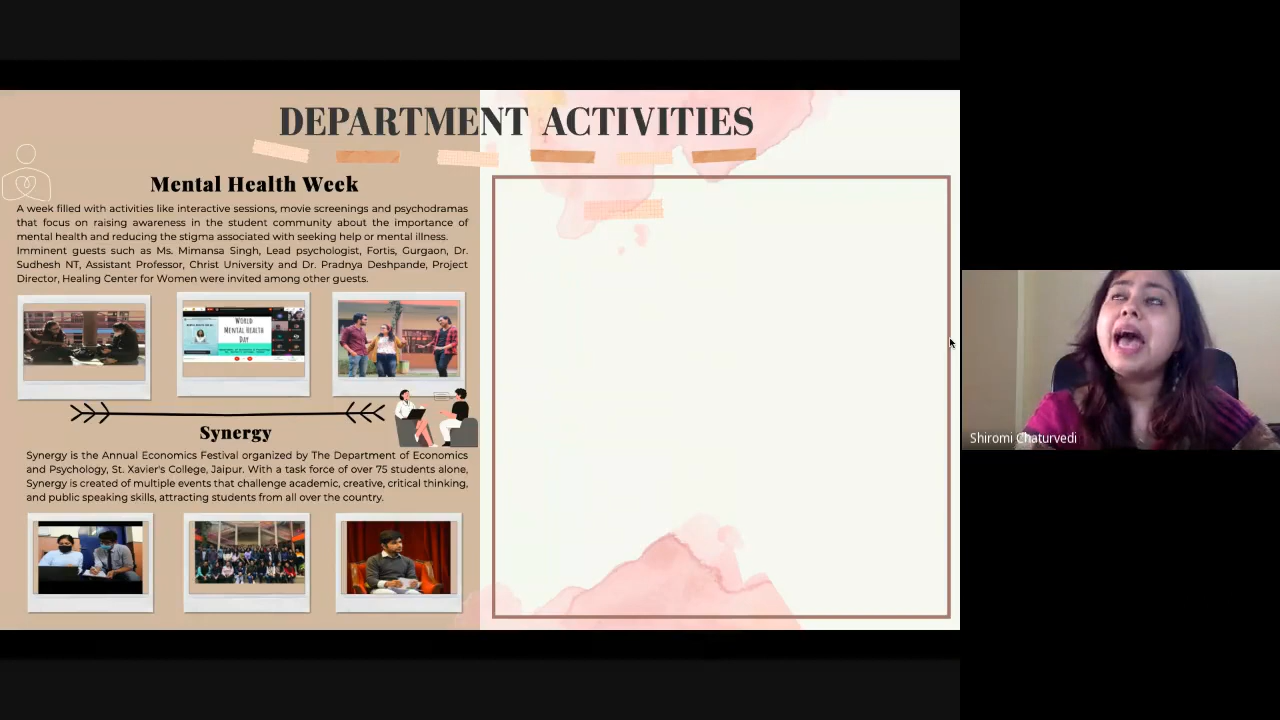 DEPARTMENT ACTIVITIES
Mental Health Week
A week filled with activities like interactive sessions, movie screenings and psychodramas
that focus on raising awareness in the student community about the importance of
mental health and reducing the stigma associated with seeking help or mental illness.
Imminent guests such as Ms. Mimansa Singh, Lead psychologist, Fortis, Gurgaon, Dr.
Sudhesh NT, Assistant Professor, Christ University and Dr. Pradnya Deshpande, Project
Director, Healing Center for Women were invited among other guests.
WORLD
MENTAL HEALTH
DAY
Synergy
Synergy is the Annual Economics Festival organized by The Department of Economics
and Psychology, St. Xavier's College, Jaipur. With a task force of over 75 students alone,
Synergy is created of multiple events that challenge academic, creative, critical thinking,
and public speaking skills, attracting students from all over the country.
Shiromi Chaturvedi